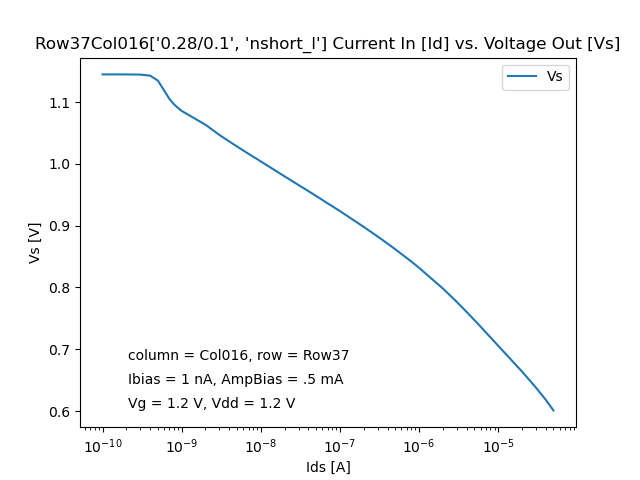 Row37Col016['0.28/0.1', 'nshort_l'] Current In [Id] vs. Voltage Out [Vs]
Vs
1.1
1.0
0.9
0.8
0.7
0.6
Vs [V]
column = Col016, row = Row37
Ibias = 1 nA, AmpBias = .5 mA
Vg = 1.2 V, Vdd = 1.2 V
10⁻¹⁰ 10⁻⁹ 10⁻⁸ 10⁻⁷ 10⁻⁶ 10⁻⁵
Ids [A]